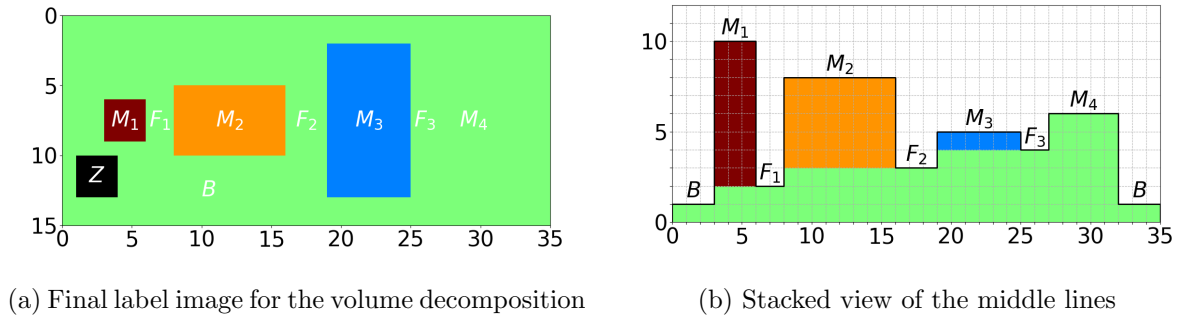 0
5
10
15
0 5 10 15 20 25 30 35
M₁ F₁ M₂ F₂ M₃ F₃ M₄
Z
B
10
5
0
0 5 10 15 20 25 30 35
M₁
M₂
M₃
M₄
B F₁ F₂ F₃ B
(a) Final label image for the volume decomposition
(b) Stacked view of the middle lines